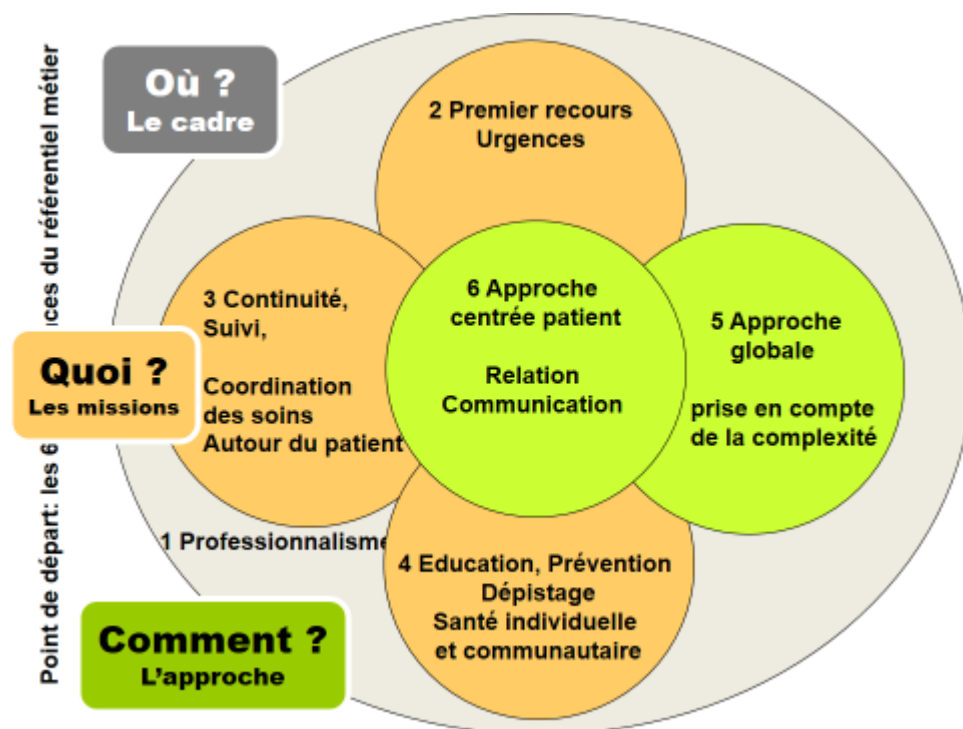 Où ?
Le cadre
2 Premier recours
Urgences
3 Continuité,
Suivi,
Coordination
des soins
Autour du patient
6 Approche
centrée patient
Relation
Communication
5 Approche
globale
prise en compte
de la complexité
Quoi ?
Les missions
1 Professionnalisme
4 Education, Prévention
Dépistage
Santé individuelle
et communautaire
Comment ?
L'approche
Point de départ: les 6 nces du référentiel métier